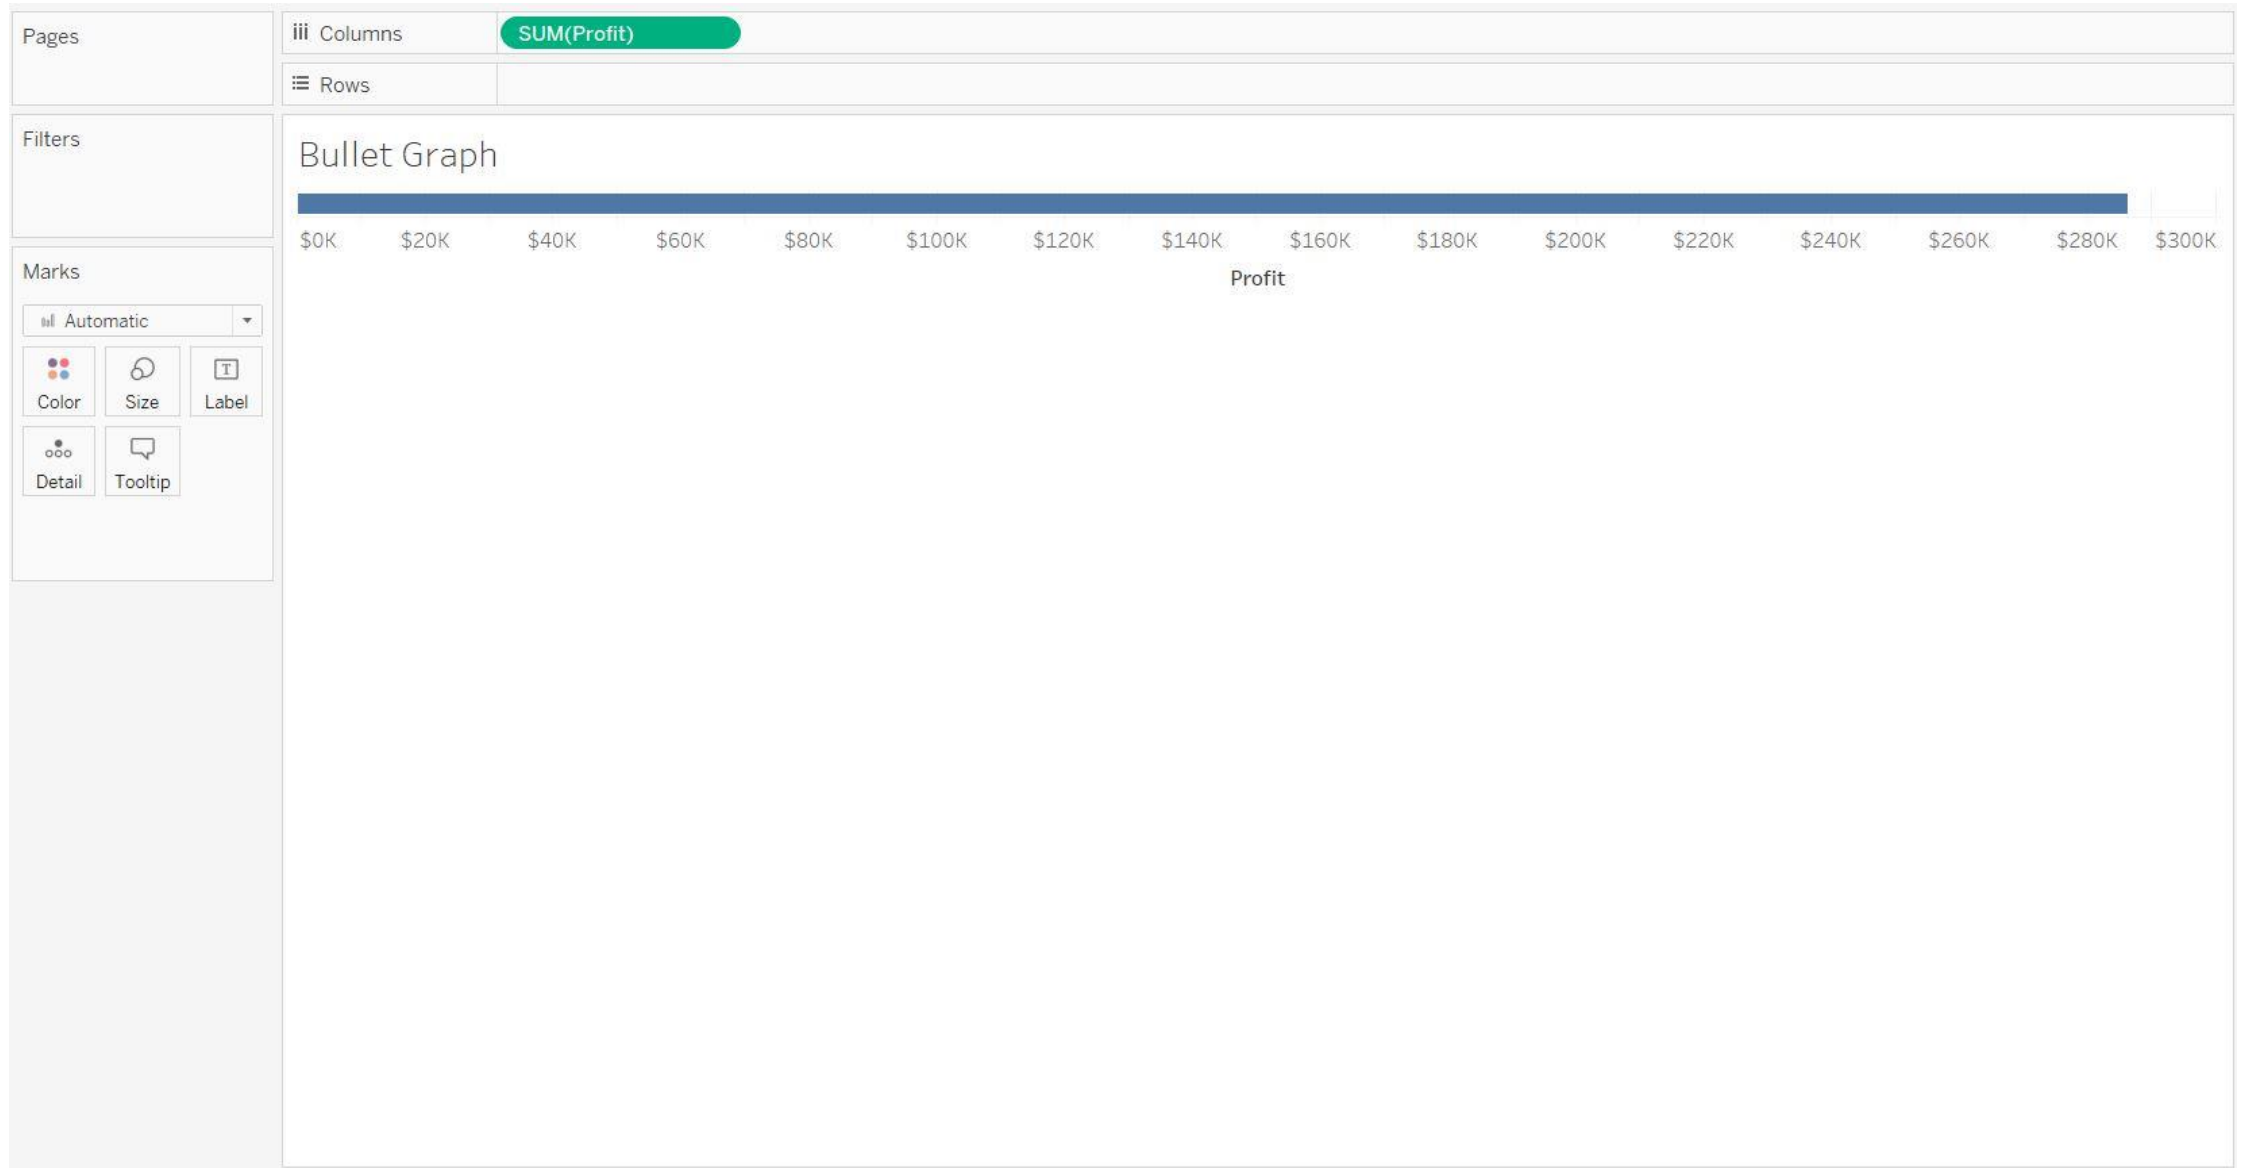 Pages
Columns SUM(Profit)
Rows
Filters
Bullet Graph
$0K $20K $40K $60K $80K $100K $120K $140K $160K $180K $200K $220K $240K $260K $280K $300K
Profit
Marks
Automatic
Color Size T Label
Detail Tooltip